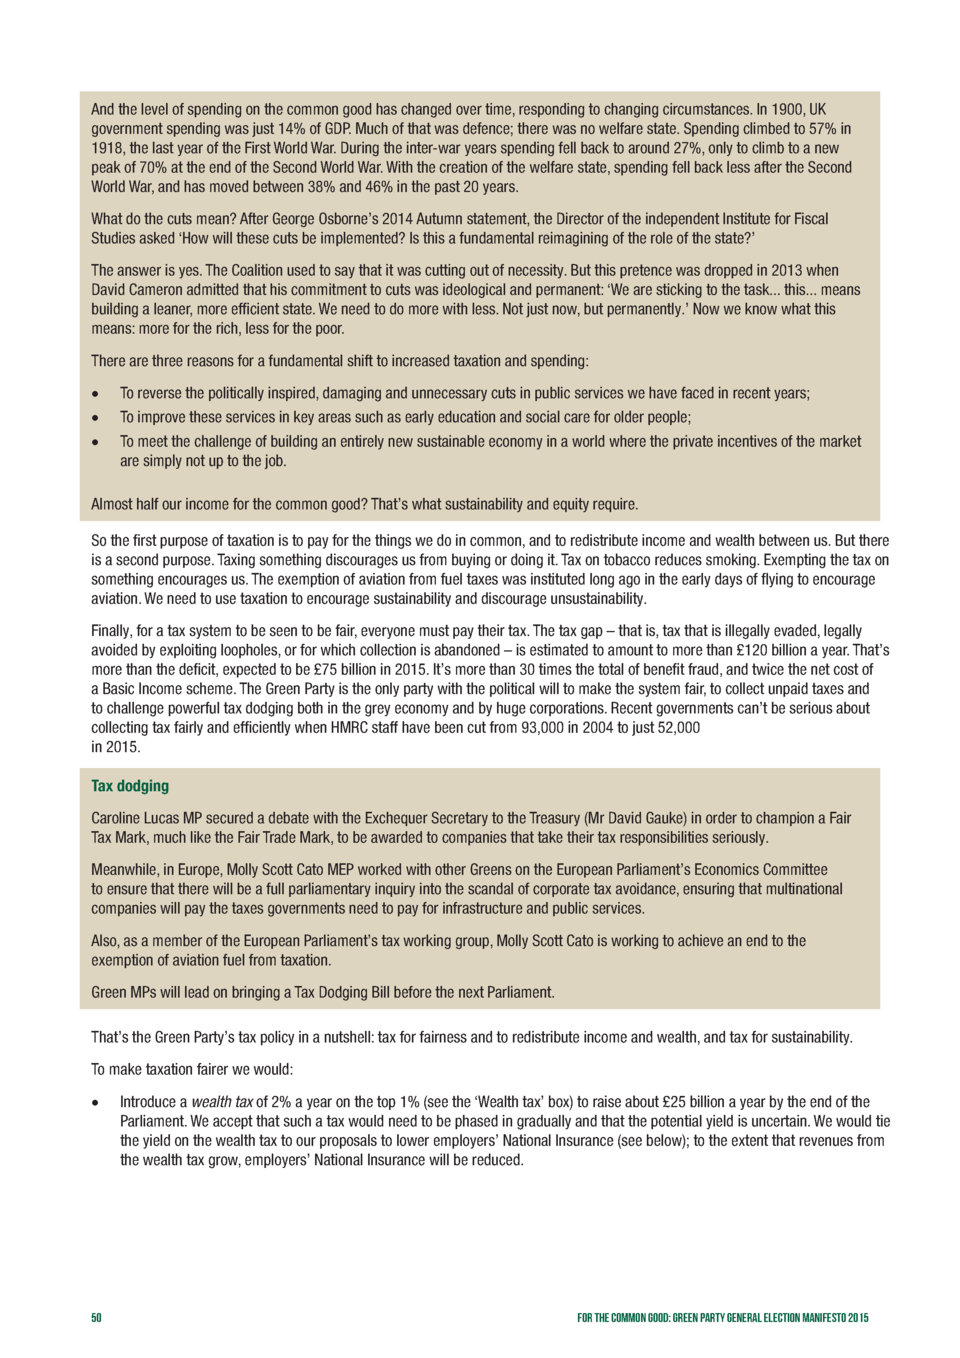 And the level of spending on the common good has changed over time, responding to changing circumstances. In 1900, UK
government spending was just 14% of GDP. Much of that was defence; there was no welfare state. Spending climbed to 57% in
1918, the last year of the First World War. During the inter-war years spending fell back to around 27%, only to climb to a new
peak of 70% at the end of the Second World War. With the creation of the welfare state, spending fell back less after the Second
World War, and has moved between 38% and 46% in the past 20 years.
What do the cuts mean? After George Osborne’s 2014 Autumn statement, the Director of the independent Institute for Fiscal
Studies asked ‘How will these cuts be implemented? Is this a fundamental reimagining of the role of the state?’
The answer is yes. The Coalition used to say that it was cutting out of necessity. But this pretence was dropped in 2013 when
David Cameron admitted that his commitment to cuts was ideological and permanent: ‘We are sticking to the task... this... means
building a leaner, more efficient state. We need to do more with less. Not just now, but permanently.’ Now we know what this
means: more for the rich, less for the poor.
There are three reasons for a fundamental shift to increased taxation and spending:
• To reverse the politically inspired, damaging and unnecessary cuts in public services we have faced in recent years;
• To improve these services in key areas such as early education and social care for older people;
• To meet the challenge of building an entirely new sustainable economy in a world where the private incentives of the market
are simply not up to the job.
Almost half our income for the common good? That’s what sustainability and equity require.
So the first purpose of taxation is to pay for the things we do in common, and to redistribute income and wealth between us. But there
is a second purpose. Taxing something discourages us from buying or doing it. Tax on tobacco reduces smoking. Exempting the tax on
something encourages us. The exemption of aviation from fuel taxes was instituted long ago in the early days of flying to encourage
aviation. We need to use taxation to encourage sustainability and discourage unsustainability.
Finally, for a tax system to be seen to be fair, everyone must pay their tax. The tax gap – that is, tax that is illegally evaded, legally
avoided by exploiting loopholes, or for which collection is abandoned – is estimated to amount to more than £120 billion a year. That’s
more than the deficit, expected to be £75 billion in 2015. It’s more than 30 times the total of benefit fraud, and twice the net cost of
a Basic Income scheme. The Green Party is the only party with the political will to make the system fair, to collect unpaid taxes and
to challenge powerful tax dodging both in the grey economy and by huge corporations. Recent governments can’t be serious about
collecting tax fairly and efficiently when HMRC staff have been cut from 93,000 in 2004 to just 52,000
in 2015.
Tax dodging
Caroline Lucas MP secured a debate with the Exchequer Secretary to the Treasury (Mr David Gauke) in order to champion a Fair
Tax Mark, much like the Fair Trade Mark, to be awarded to companies that take their tax responsibilities seriously.
Meanwhile, in Europe, Molly Scott Cato MEP worked with other Greens on the European Parliament’s Economics Committee
to ensure that there will be a full parliamentary inquiry into the scandal of corporate tax avoidance, ensuring that multinational
companies will pay the taxes governments need to pay for infrastructure and public services.
Also, as a member of the European Parliament’s tax working group, Molly Scott Cato is working to achieve an end to the
exemption of aviation fuel from taxation.
Green MPs will lead on bringing a Tax Dodging Bill before the next Parliament.
That’s the Green Party’s tax policy in a nutshell: tax for fairness and to redistribute income and wealth, and tax for sustainability.
To make taxation fairer we would:
• Introduce a wealth tax of 2% a year on the top 1% (see the ‘Wealth tax’ box) to raise about £25 billion a year by the end of the
Parliament. We accept that such a tax would need to be phased in gradually and that the potential yield is uncertain. We would tie
the yield on the wealth tax to our proposals to lower employers’ National Insurance (see below); to the extent that revenues from
the wealth tax grow, employers’ National Insurance will be reduced.
50
FOR THE COMMON GOOD: GREEN PARTY GENERAL ELECTION MANIFESTO 2015